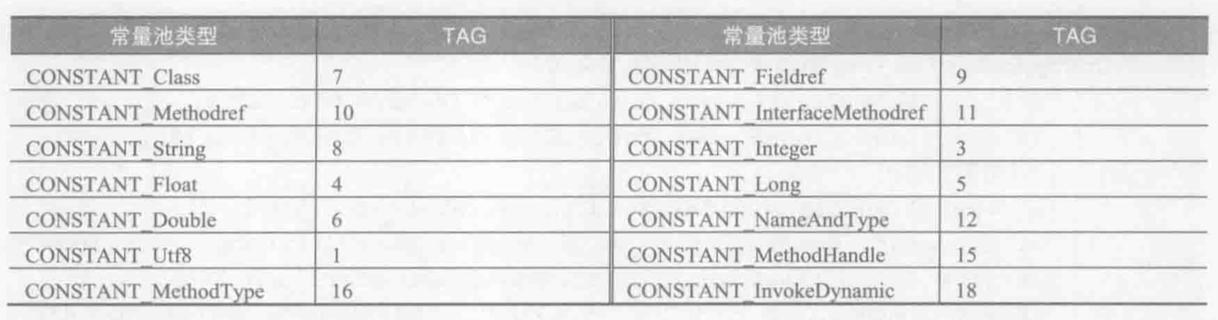 常量池类型 TAG 常量池类型 TAG
CONSTANT_Class 7 CONSTANT_Fieldref 9
CONSTANT_Methodref 10 CONSTANT_InterfaceMethodref 11
CONSTANT_String 8 CONSTANT_Integer 3
CONSTANT_Float 4 CONSTANT_Long 5
CONSTANT_Double 6 CONSTANT_NameAndType 12
CONSTANT_Utf8 1 CONSTANT_MethodHandle 15
CONSTANT_MethodType 16 CONSTANT_InvokeDynamic 18